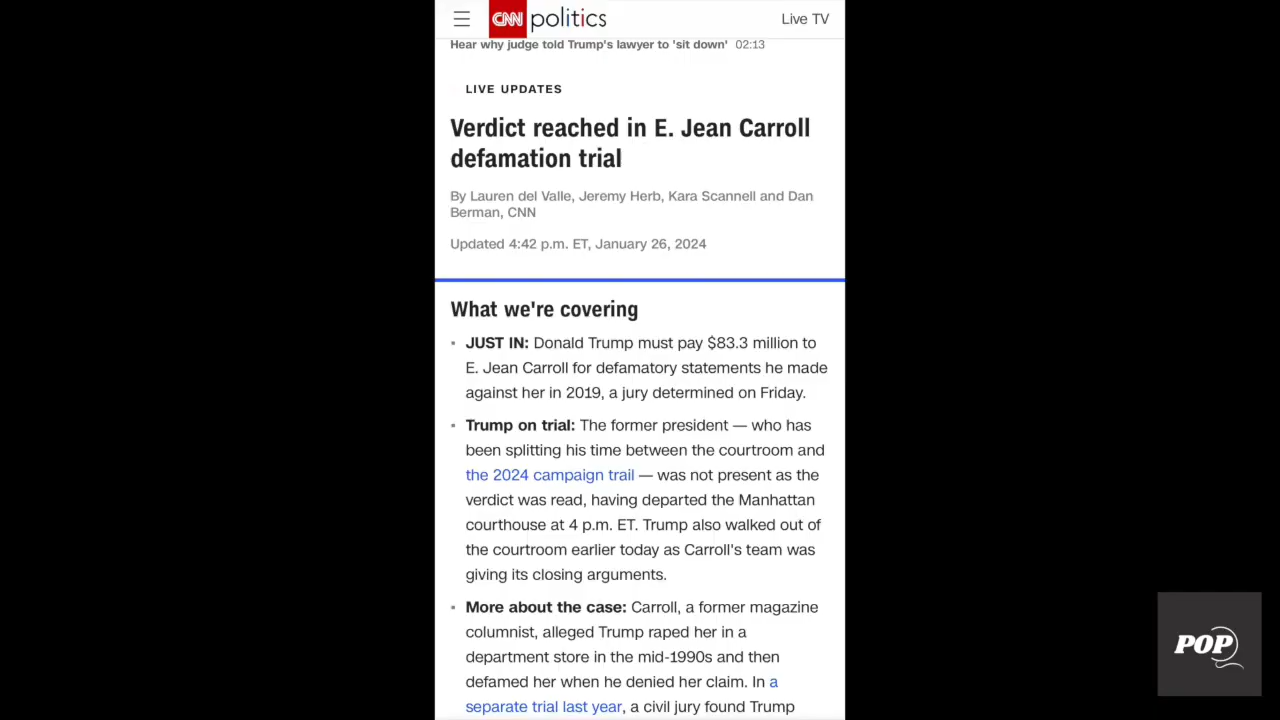 CNN politics Live TV
Hear why judge told Trump's lawyer to 'sit down' 02:13
LIVE UPDATES
Verdict reached in E. Jean Carroll
defamation trial
By Lauren del Valle, Jeremy Herb, Kara Scannell and Dan
Berman, CNN
Updated 4:42 p.m. ET, January 26, 2024
What we're covering
JUST IN: Donald Trump must pay $83.3 million to
E. Jean Carroll for defamatory statements he made
against her in 2019, a jury determined on Friday.
Trump on trial: The former president — who has
been splitting his time between the courtroom and
the 2024 campaign trail — was not present as the
verdict was read, having departed the Manhattan
courthouse at 4 p.m. ET. Trump also walked out of
the courtroom earlier today as Carroll's team was
giving its closing arguments.
More about the case: Carroll, a former magazine
columnist, alleged Trump raped her in a
department store in the mid-1990s and then
defamed her when he denied her claim. In a
separate trial last year, a civil jury found Trump
POP